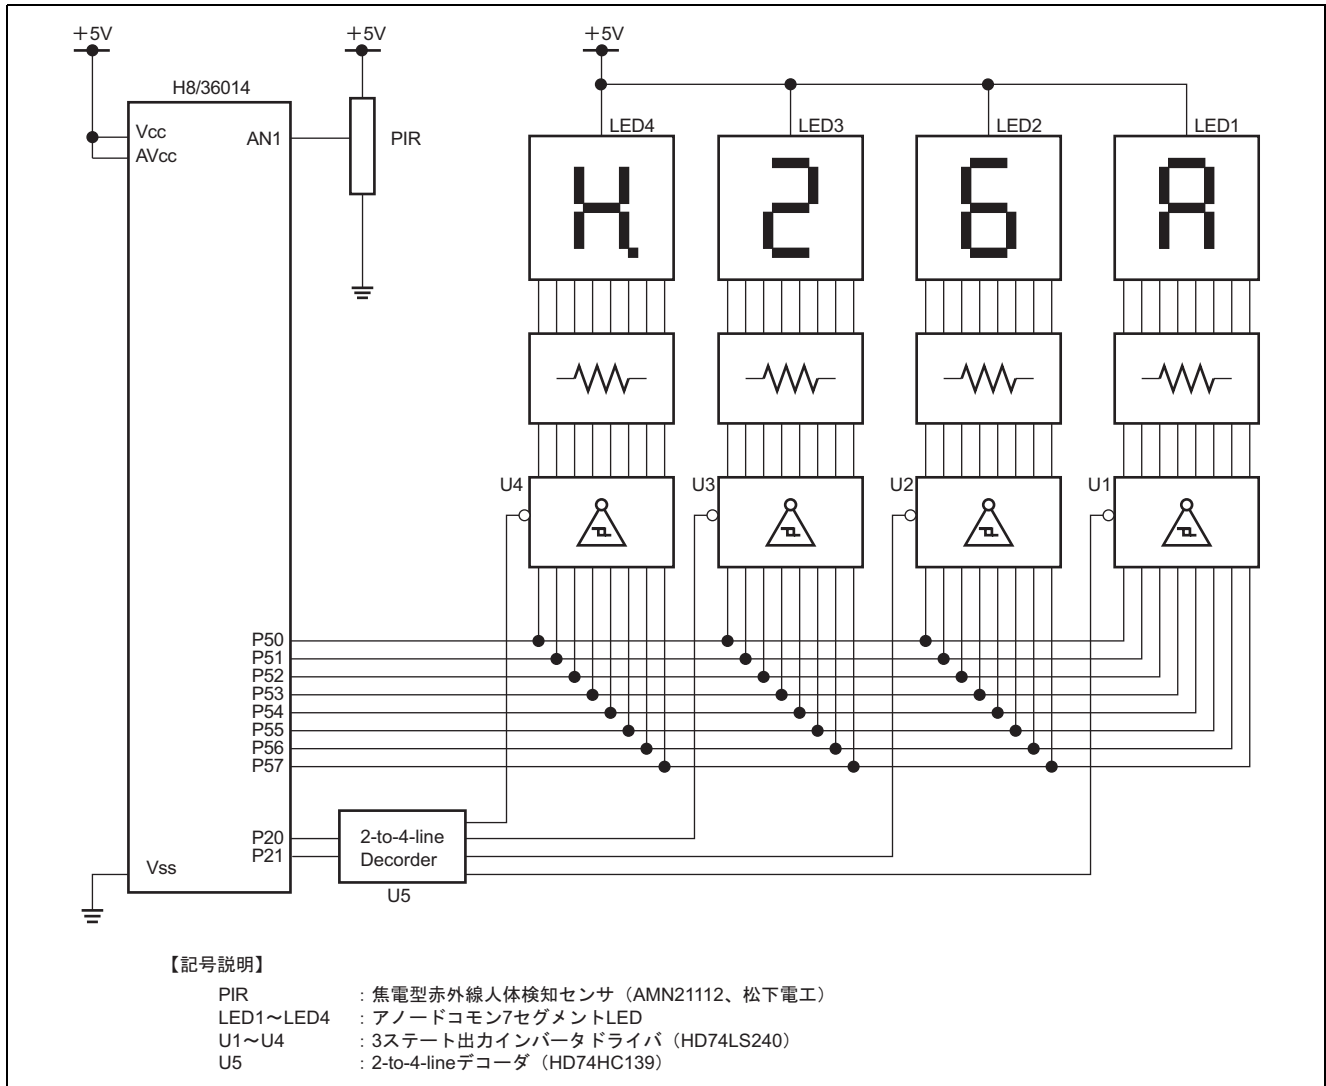 ＋5V
＋5V
＋5V
H8/36014
Vcc
AVcc
AN1
PIR
LED4
LED3
LED2
LED1
H.
2
6
A
U4
U3
U2
U1
P50
P51
P52
P53
P54
P55
P56
P57
P20
P21
2-to-4-line
Decorder
U5
Vss
【記号説明】
PIR : 焦電型赤外線人体検知センサ（AMN21112、松下電工）
LED1～LED4 : アノードコモン7セグメントLED
U1～U4 : 3ステート出力インバータドライバ（HD74LS240）
U5 : 2-to-4-lineデコーダ（HD74HC139）